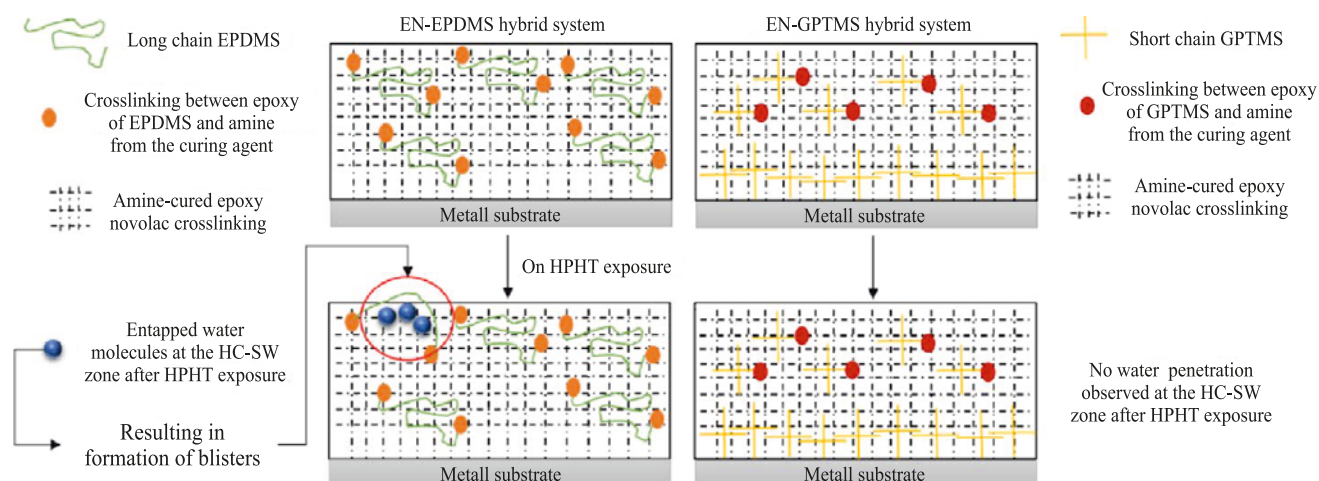 EN-EPDMS hybrid system
EN-GPTMS hybrid system
Long chain EPDMS
Crosslinking between epoxy
of EPDMS and amine
from the curing agent
Amine-cured epoxy
novolac crosslinking
Metall substrate
Metall substrate
Short chain GPTMS
Crosslinking between epoxy
of GPTMS and amine
from the curing agent
Amine-cured epoxy
novolac crosslinking
On HPHT exposure
Entapped water
molecules at the HC-SW
zone after HPHT exposure
Resulting in
formation of blisters
Metall substrate
Metall substrate
No water penetration
observed at the HC-SW
zone after HPHT exposure